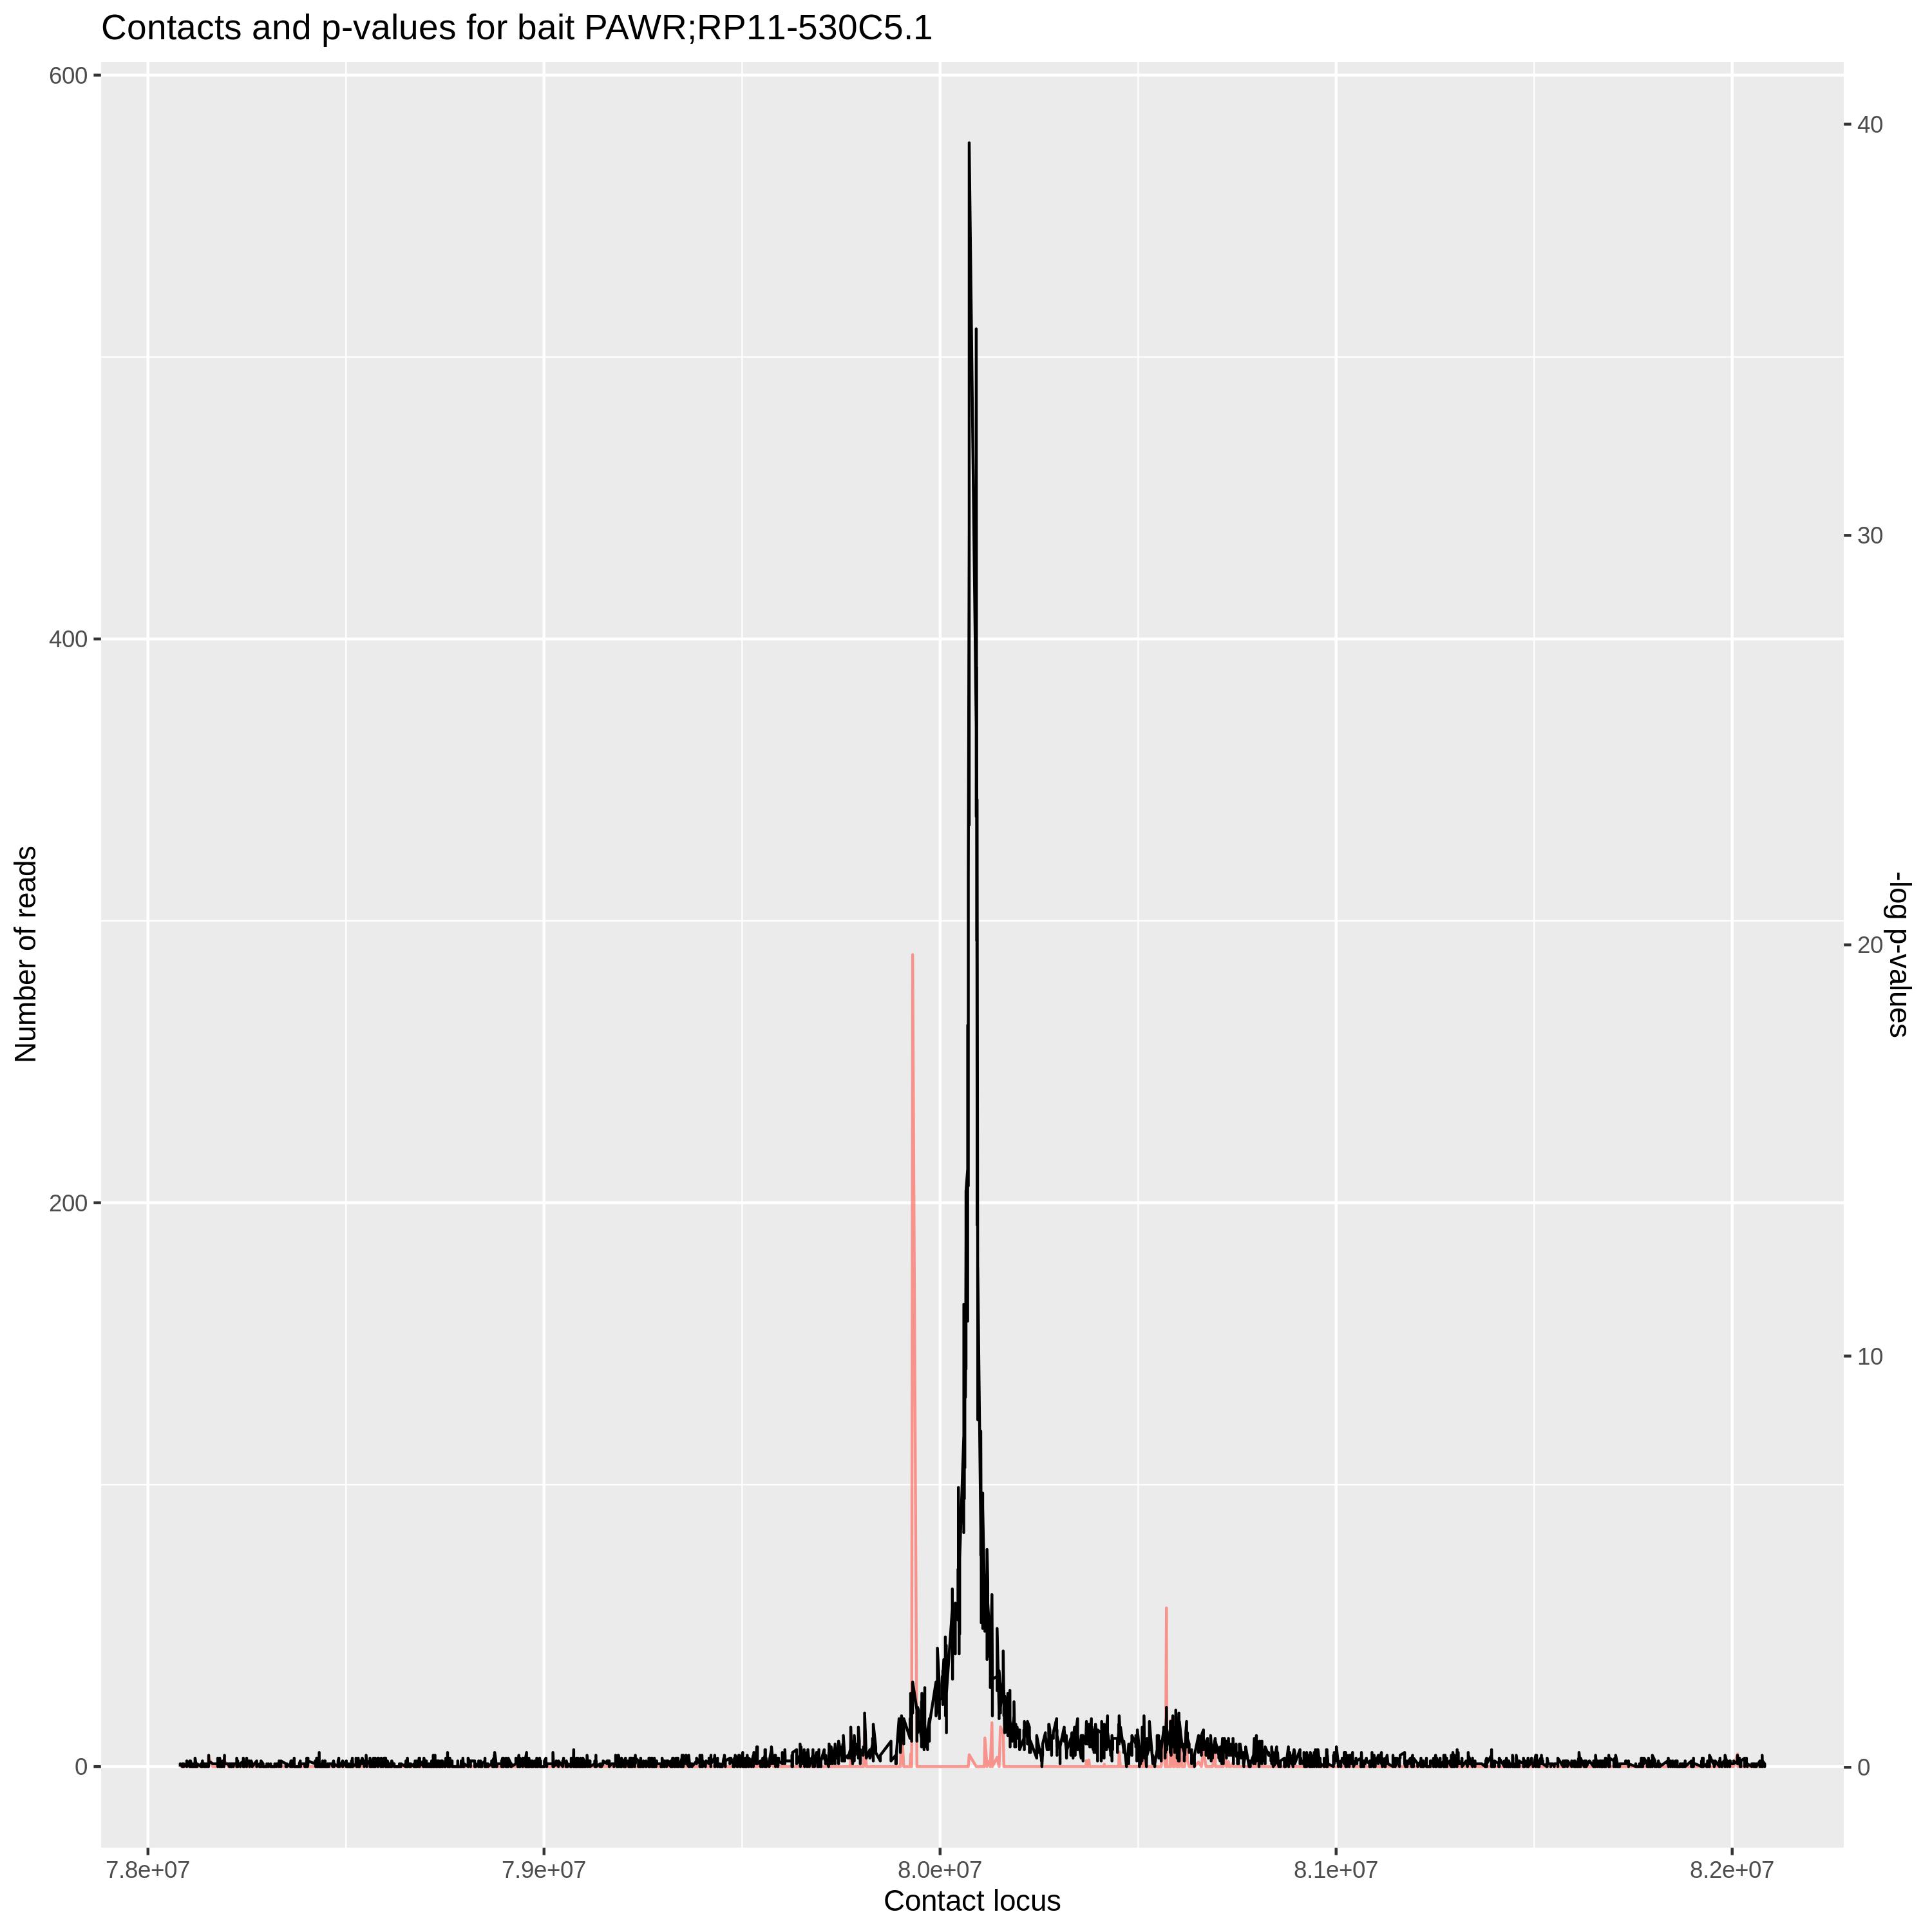 Contacts and p-values for bait PAWR;RP11-530C5.1
600
400
200
0
Number of reads
40
30
20
10
0
-log p-values
7.8e+07
7.9e+07
8.0e+07
8.1e+07
8.2e+07
Contact locus